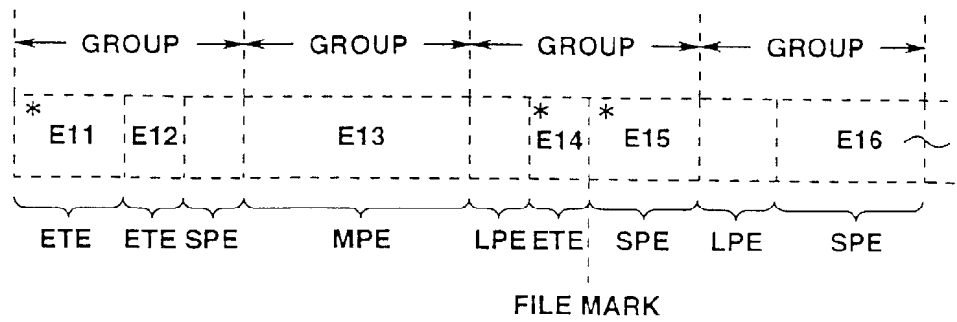 GROUP GROUP GROUP GROUP
* E11 E12 E13 * E14 * E15 E16
ETE ETE SPE MPE LPE ETE SPE LPE SPE
FILE MARK